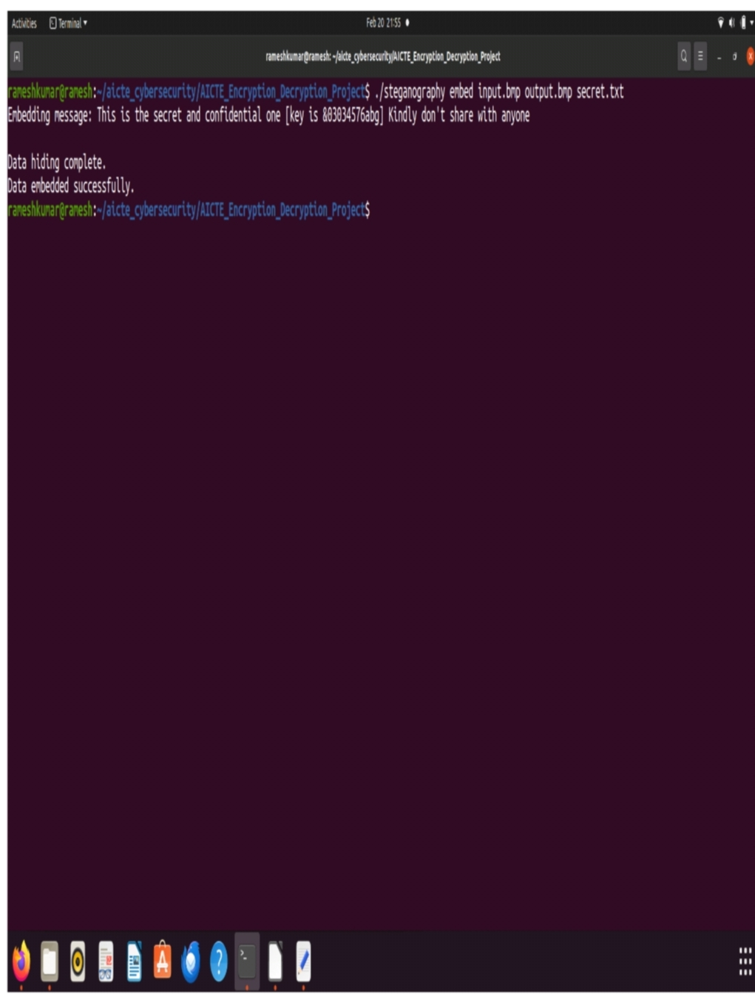 Activities Terminal Feb 20 21:55
rameshkumar@ramesh: ~/aicte_cybersecurity/AICTE_Encryption_Decryption_Project
rameshkumar@ramesh:~/aicte_cybersecurity/AICTE_Encryption_Decryption_Project$ ./steganography embed input.bmp output.bmp secret.txt
Embedding message: This is the secret and confidential one [key is &03034576abg] Kindly don't share with anyone
Data hiding complete.
Data embedded successfully.
rameshkumar@ramesh:~/aicte_cybersecurity/AICTE_Encryption_Decryption_Project$